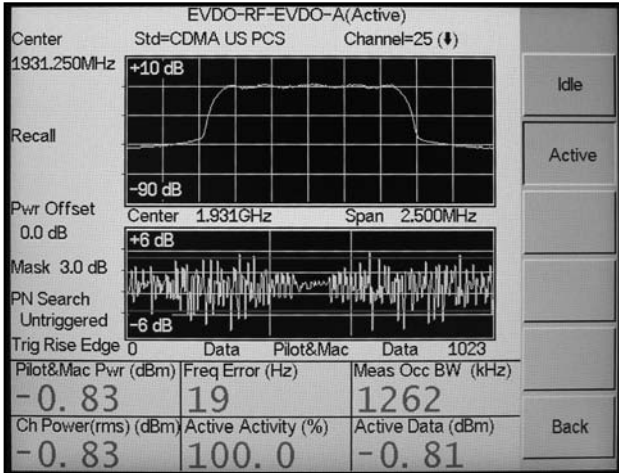 EVDO-RF-EVDO-A(Active)
Center Std=CDMA US PCS Channel=25 (⬇)
1931.250MHz +10 dB
Idle
Recall
Active
-90 dB
Pwr Offset
Center 1.931GHz Span 2.500MHz
0.0 dB
+6 dB
Mask 3.0 dB
PN Search
Untriggered
-6 dB
Trig Rise Edge 0 Data Pilot&Mac Data 1023
Pilot&Mac Pwr (dBm) Freq Error (Hz) Meas Occ BW (kHz)
-0.83 19 1262
Ch Power(rms) (dBm) Active Activity (%) Active Data (dBm)
Back
-0.83 100.0 -0.81